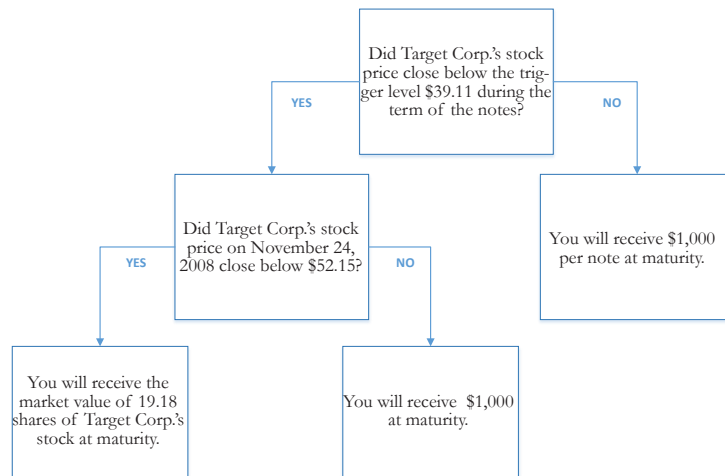 Did Target Corp.'s stock
price close below the trig-
ger level $39.11 during the
term of the notes?
YES
NO
Did Target Corp.'s stock
price on November 24,
2008 close below $52.15?
You will receive $1,000
per note at maturity.
YES
NO
You will receive the
market value of 19.18
shares of Target Corp.'s
stock at maturity.
You will receive $1,000
at maturity.